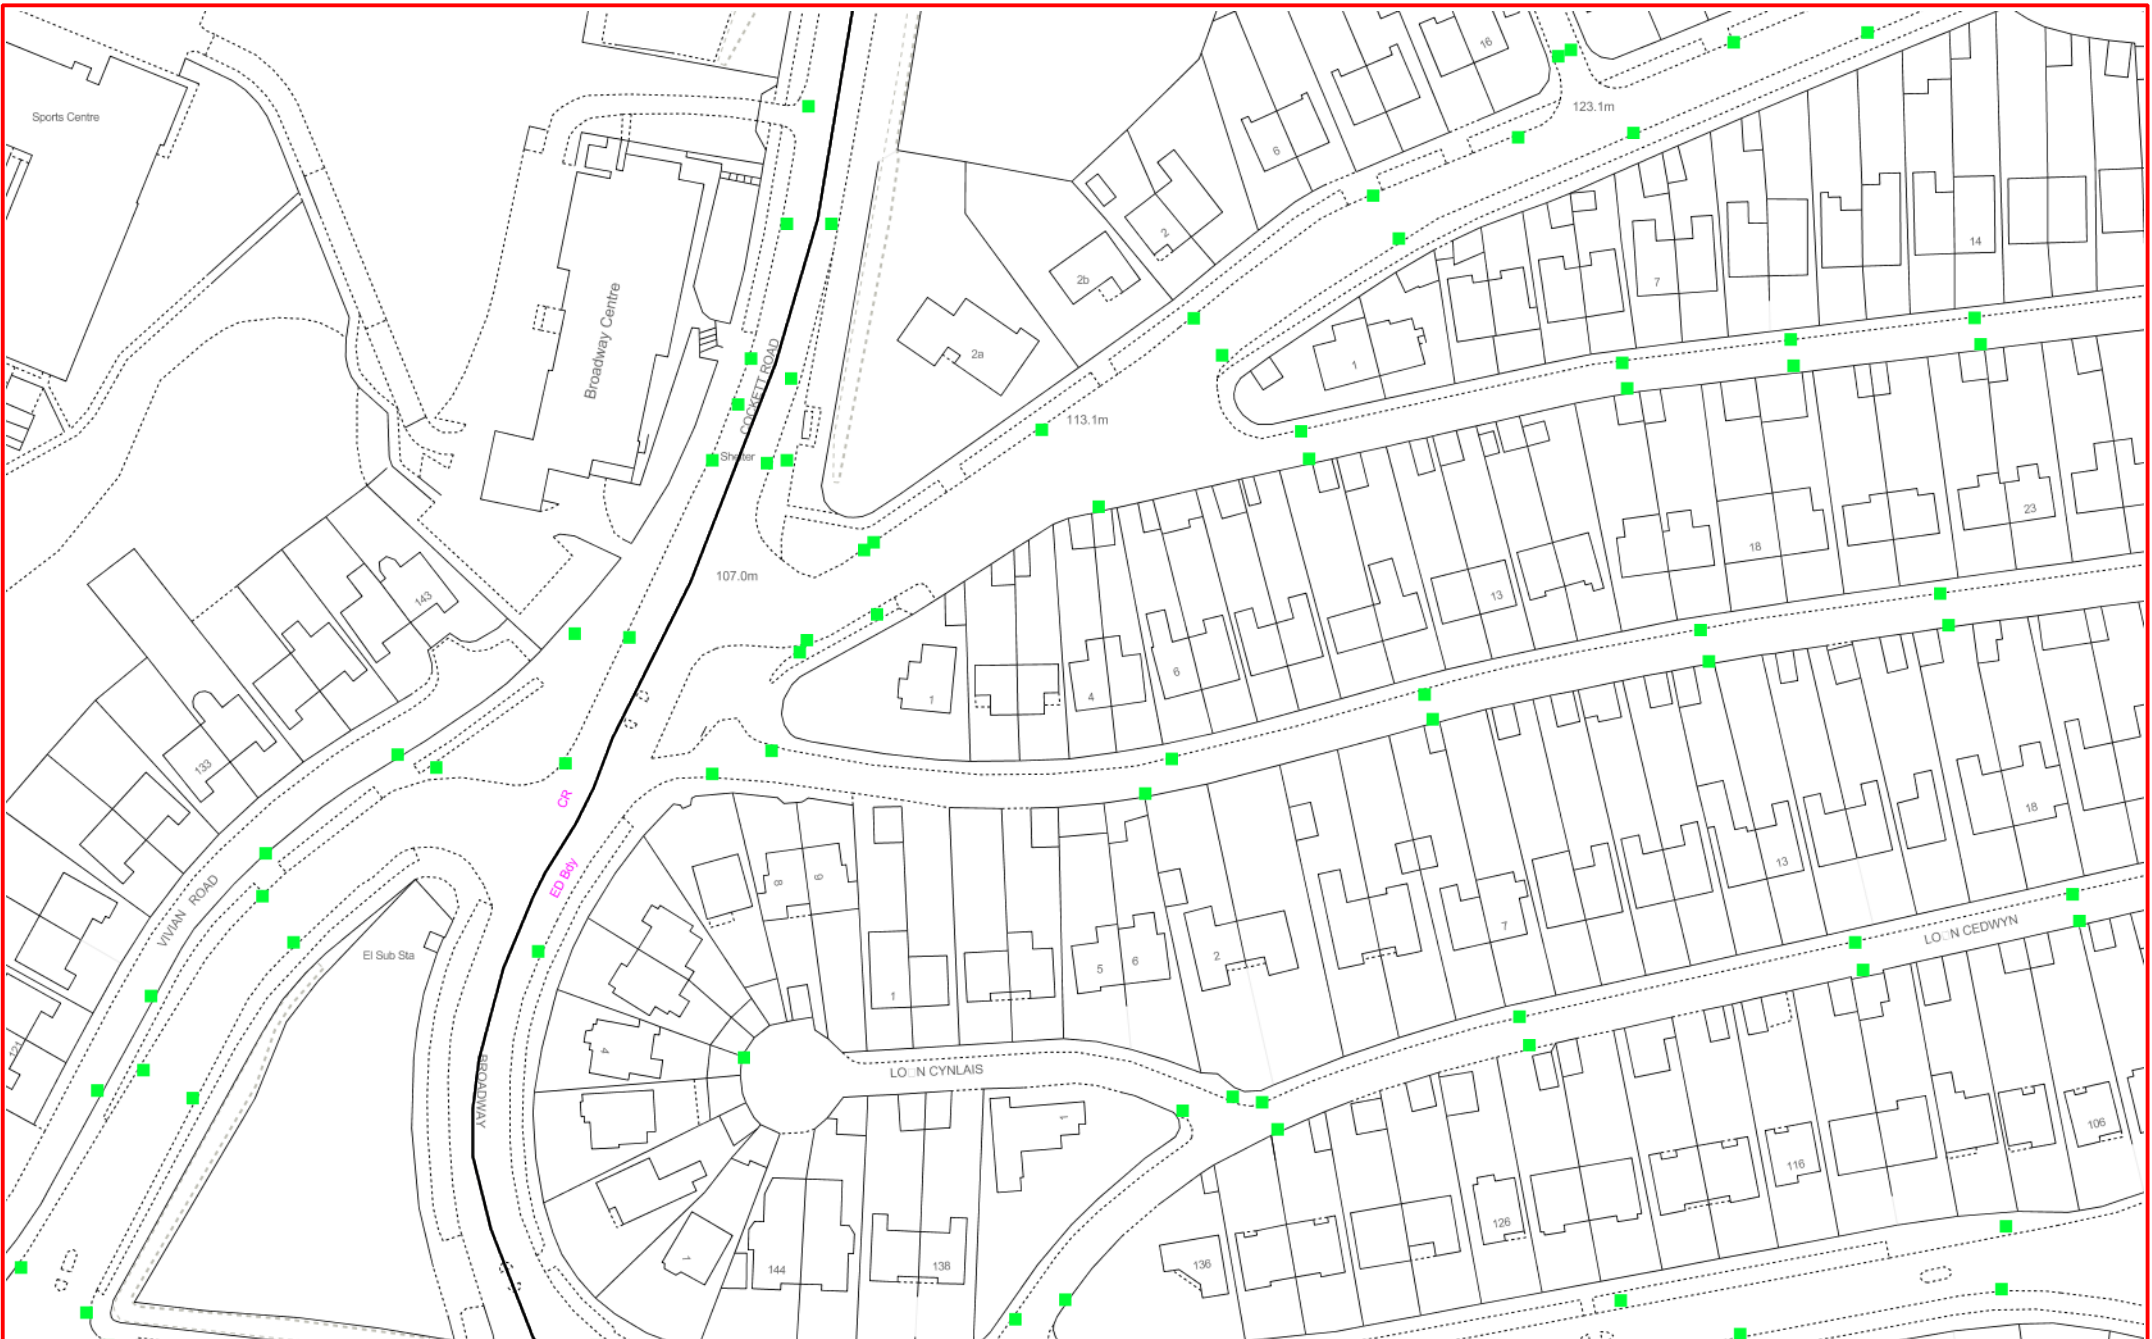 Sports Centre
16
123.1m
6
2
2b
14
7
Broadway Centre
2a
1
COCKETT ROAD
113.1m
Shelter
23
18
107.0m
143
13
6
4
1
133
CR
18
13
8
9
ED Bdy
7
VIVIAN ROAD
LO□N CEDWYN
El Sub Sta
2
5
6
1
121
4
BROADWAY
LO□N CYNLAIS
1
106
116
126
136
1
144
138